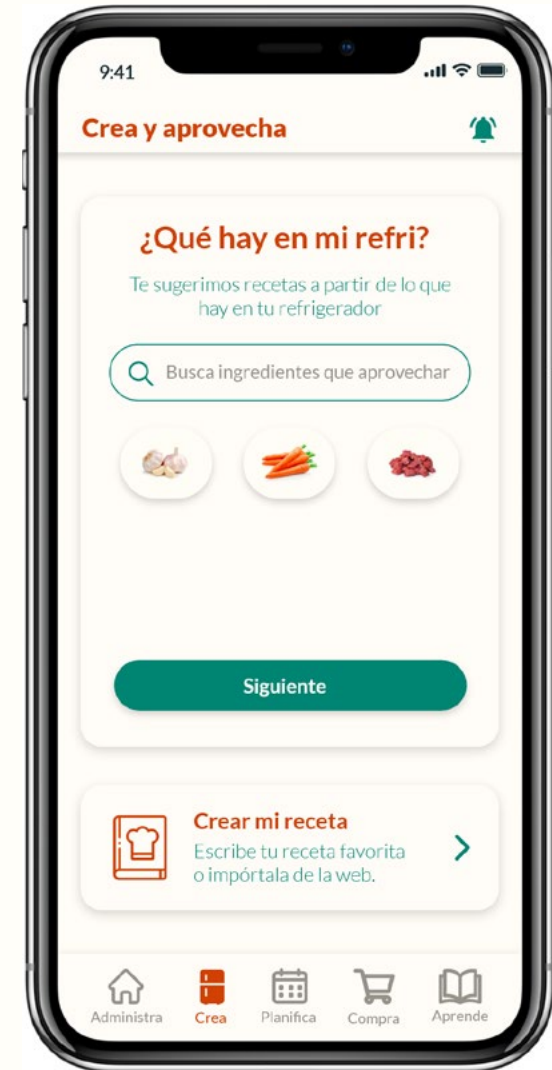 9:41
Crea y aprovecha
¿Qué hay en mi refri?
Te sugerimos recetas a partir de lo que
hay en tu refrigerador
Busca ingredientes que aprovechar
Siguiente
Crear mi receta
Escribe tu receta favorita
o impórtala de la web.
Administra
Crea
Planifica
Compra
Aprende